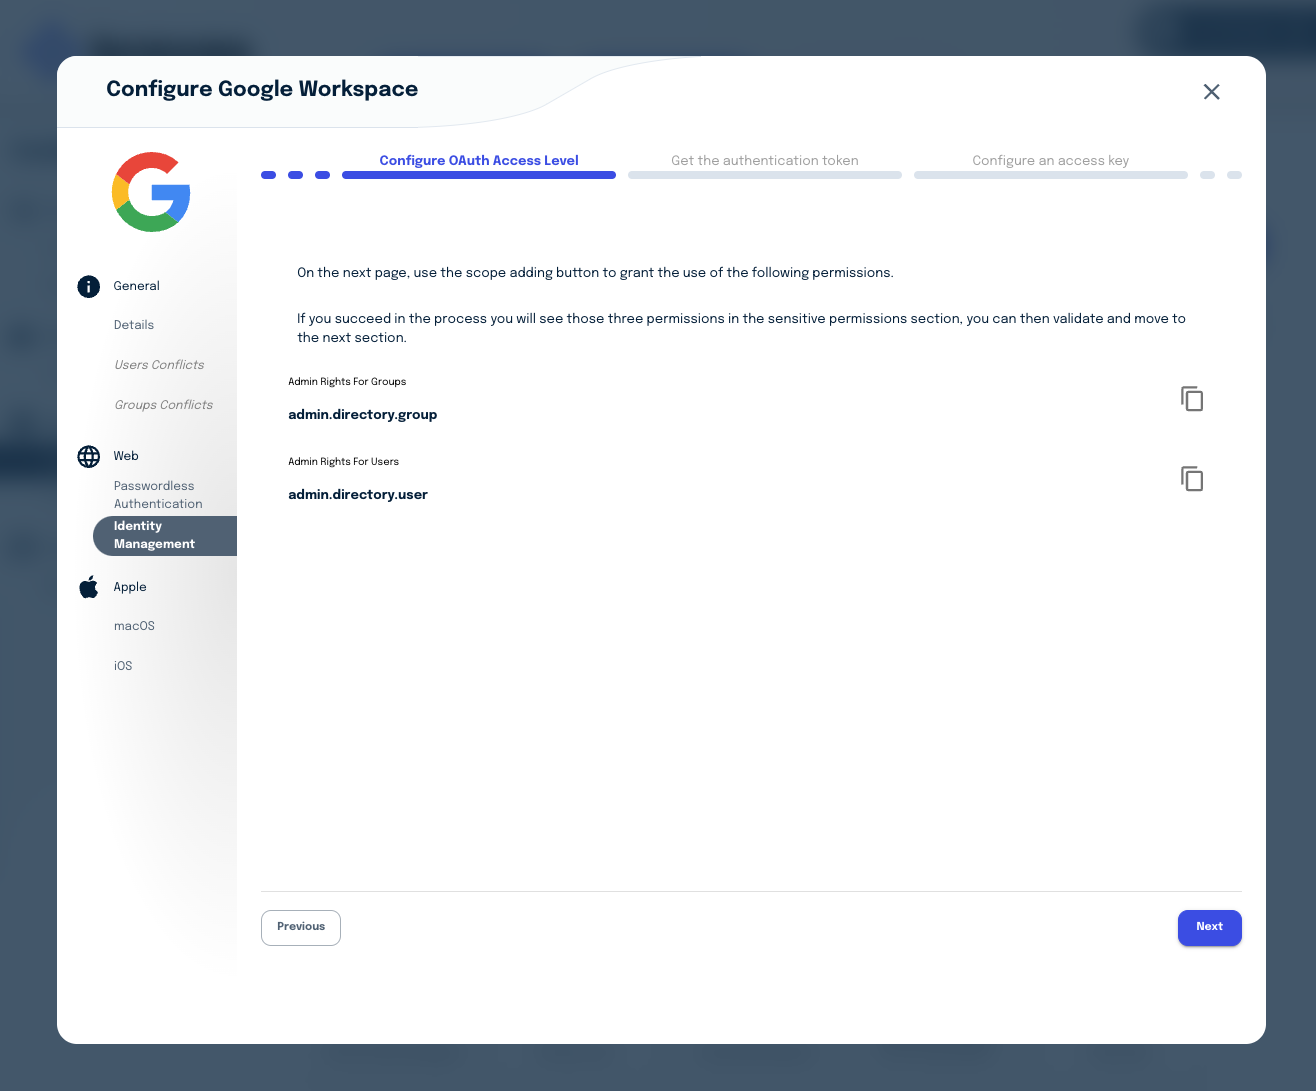 Configure Google Workspace
Configure OAuth Access Level
Get the authentication token
Configure an access key
General
Details
Users Conflicts
Groups Conflicts
Web
Passwordless
Authentication
Identity
Management
Apple
macOS
iOS
On the next page, use the scope adding button to grant the use of the following permissions.
If you succeed in the process you will see those three permissions in the sensitive permissions section, you can then validate and move to
the next section.
Admin Rights For Groups
admin.directory.group
Admin Rights For Users
admin.directory.user
Previous
Next